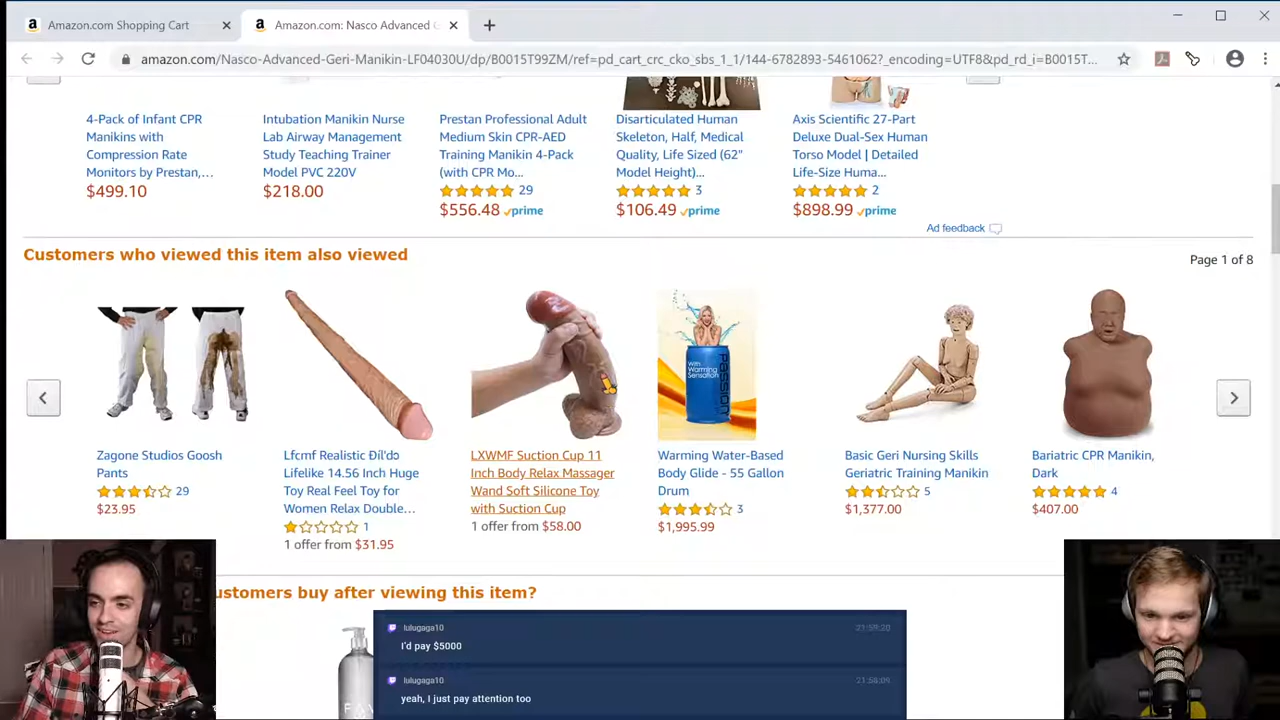 Amazon.com Shopping Cart
Amazon.com: Nasco Advanced G
amazon.com/Nasco-Advanced-Geri-Manikin-LF04030U/dp/B0015T99ZM/ref=pd_cart_crc_cko_sbs_1_1/144-6782893-5461062?_encoding=UTF8&pd_rd_i=B0015T...
4-Pack of Infant CPR
Manikins with
Compression Rate
Monitors by Prestan,...
$499.10
Intubation Manikin Nurse
Lab Airway Management
Study Teaching Trainer
Model PVC 220V
$218.00
Prestan Professional Adult
Medium Skin CPR-AED
Training Manikin 4-Pack
(with CPR Mo...
29
$556.48 prime
Disarticulated Human
Skeleton, Half, Medical
Quality, Life Sized (62"
Model Height)...
3
$106.49 prime
Axis Scientific 27-Part
Deluxe Dual-Sex Human
Torso Model | Detailed
Life-Size Huma...
2
$898.99 prime
Ad feedback
Customers who viewed this item also viewed
Page 1 of 8
With
Warming
Sensation
PASSION
Zagone Studios Goosh
Pants
29
$23.95
Lfcmf Realistic Đíl'dɔ
Lifelike 14.56 Inch Huge
Toy Real Feel Toy for
Women Relax Double...
1
1 offer from $31.95
LXWMF Suction Cup 11
Inch Body Relax Massager
Wand Soft Silicone Toy
with Suction Cup
1 offer from $58.00
Warming Water-Based
Body Glide - 55 Gallon
Drum
3
$1,995.99
Basic Geri Nursing Skills
Geriatric Training Manikin
5
$1,377.00
Bariatric CPR Manikin,
Dark
4
$407.00
ustomers buy after viewing this item?
lulugaga10
I'd pay $5000
lulugaga10
yeah, I just pay attention too